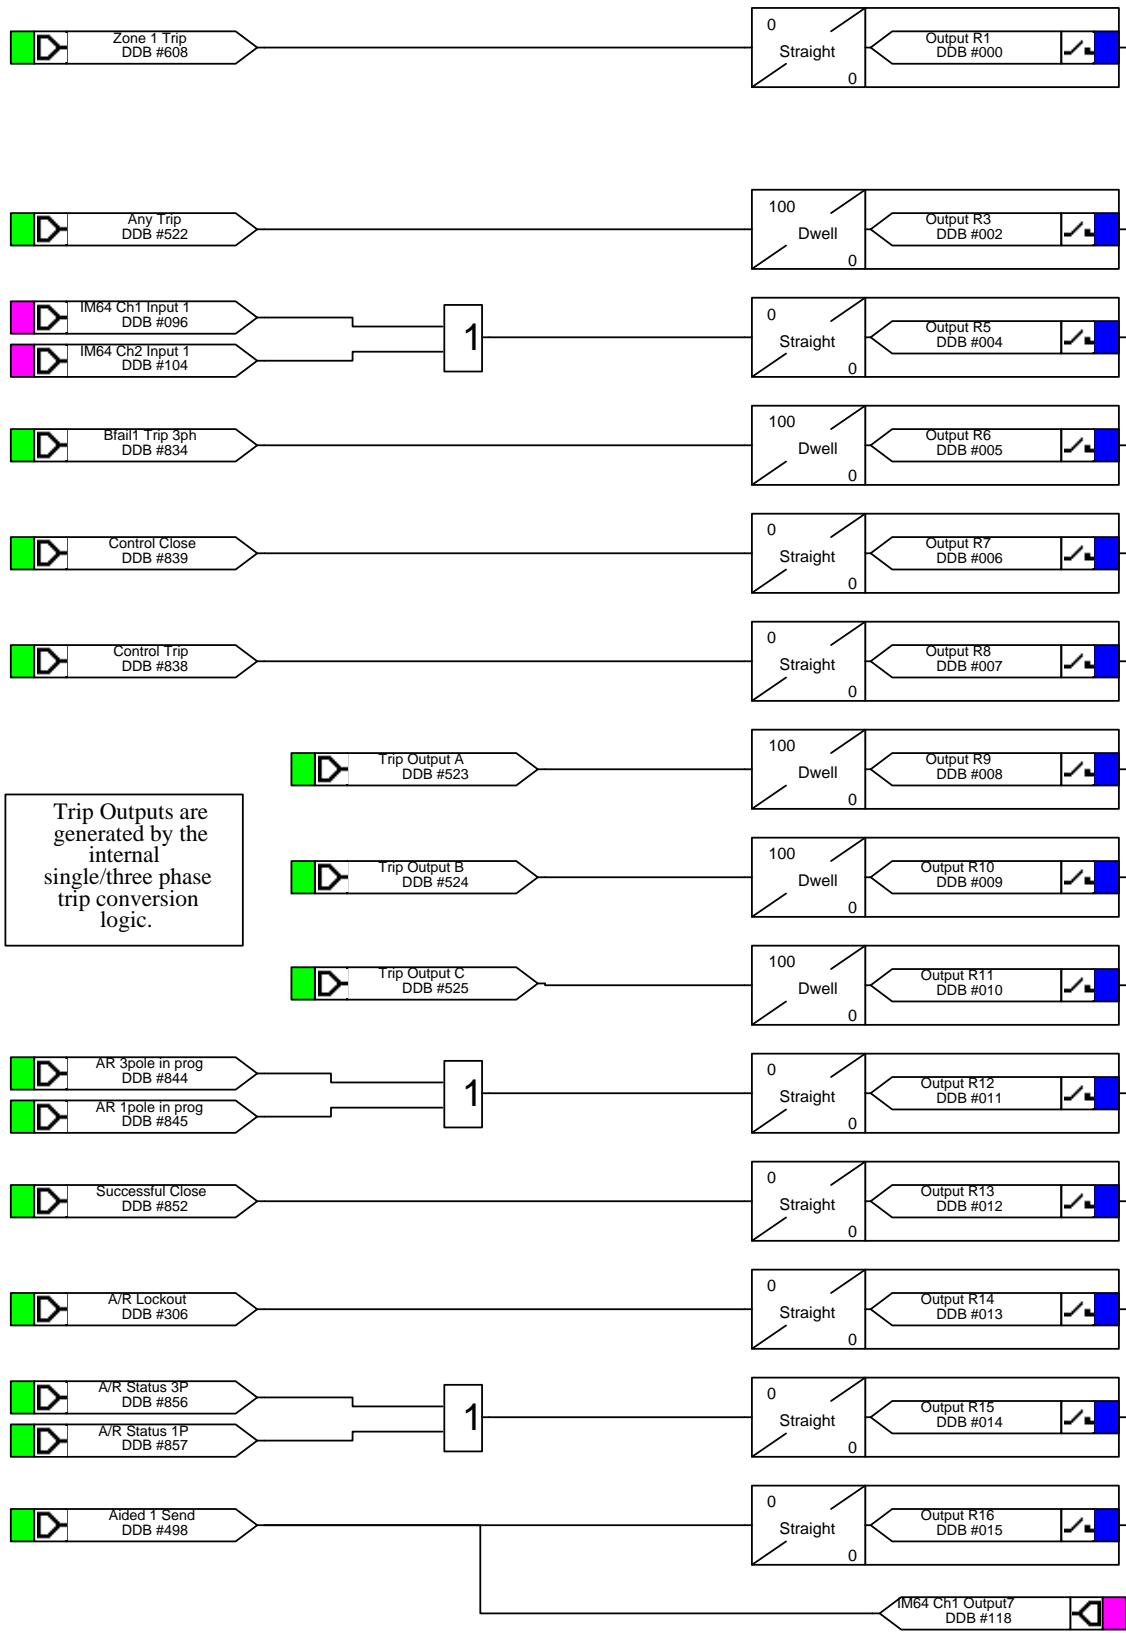 Zone 1 Trip
DDB #608
0
Straight
0
Output R1
DDB #000
Any Trip
DDB #522
100
Dwell
0
Output R3
DDB #002
IM64 Ch1 Input 1
DDB #096
IM64 Ch2 Input 1
DDB #104
1
0
Straight
0
Output R5
DDB #004
Bfail1 Trip 3ph
DDB #834
100
Dwell
0
Output R6
DDB #005
Control Close
DDB #839
0
Straight
0
Output R7
DDB #006
Control Trip
DDB #838
0
Straight
0
Output R8
DDB #007
Trip Output A
DDB #523
100
Dwell
0
Output R9
DDB #008
Trip Outputs are
generated by the
internal
single/three phase
trip conversion
logic.
Trip Output B
DDB #524
100
Dwell
0
Output R10
DDB #009
Trip Output C
DDB #525
100
Dwell
0
Output R11
DDB #010
AR 3pole in prog
DDB #844
AR 1pole in prog
DDB #845
1
0
Straight
0
Output R12
DDB #011
Successful Close
DDB #852
0
Straight
0
Output R13
DDB #012
A/R Lockout
DDB #306
0
Straight
0
Output R14
DDB #013
A/R Status 3P
DDB #856
A/R Status 1P
DDB #857
1
0
Straight
0
Output R15
DDB #014
Aided 1 Send
DDB #498
0
Straight
0
Output R16
DDB #015
IM64 Ch1 Output7
DDB #118